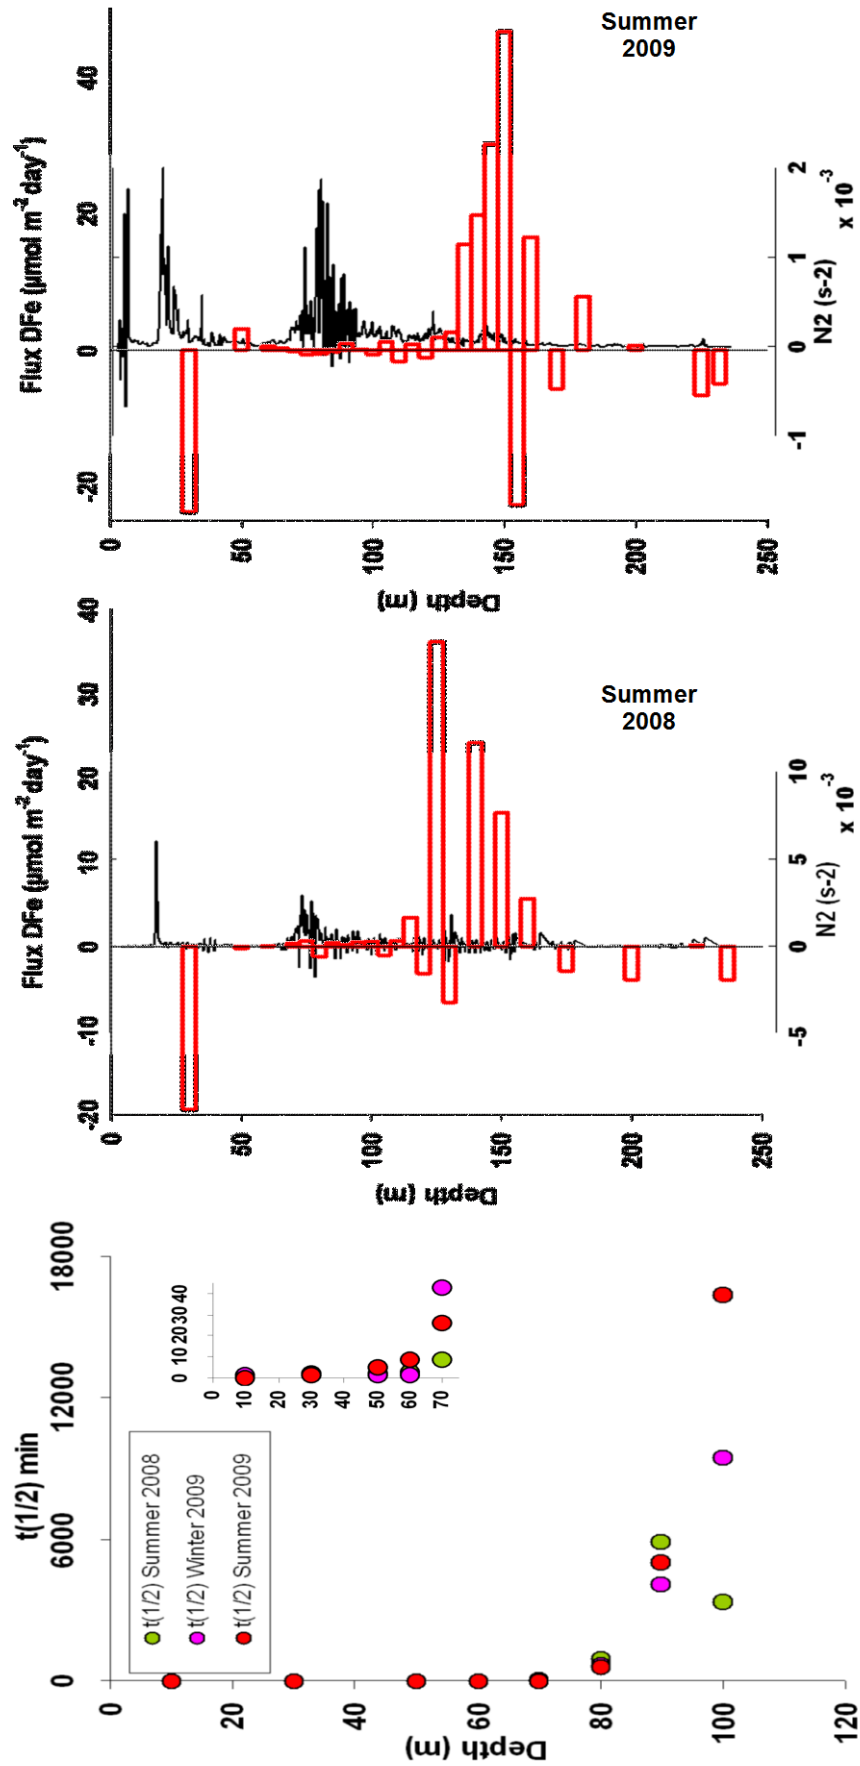 Flux DFe (µmol m-2 day-1)
-20 0 20 40
Summer
2009
0
50
100
150
200
250
Depth (m)
-1 0 1 2
N2 (s-2)
x 10-3
Flux DFe (µmol m-2 day-1)
-20 -10 0 10 20 30 40
Summer
2008
0
50
100
150
200
250
Depth (m)
-5 0 5 10
N2 (s-2)
x 10-3
t(1/2) min
0 6000 12000 18000
t(1/2) Summer 2008
t(1/2) Winter 2009
t(1/2) Summer 2009
0 10 20 30 40
0
10
20
30
40
50
60
70
0
20
40
60
80
100
120
Depth (m)